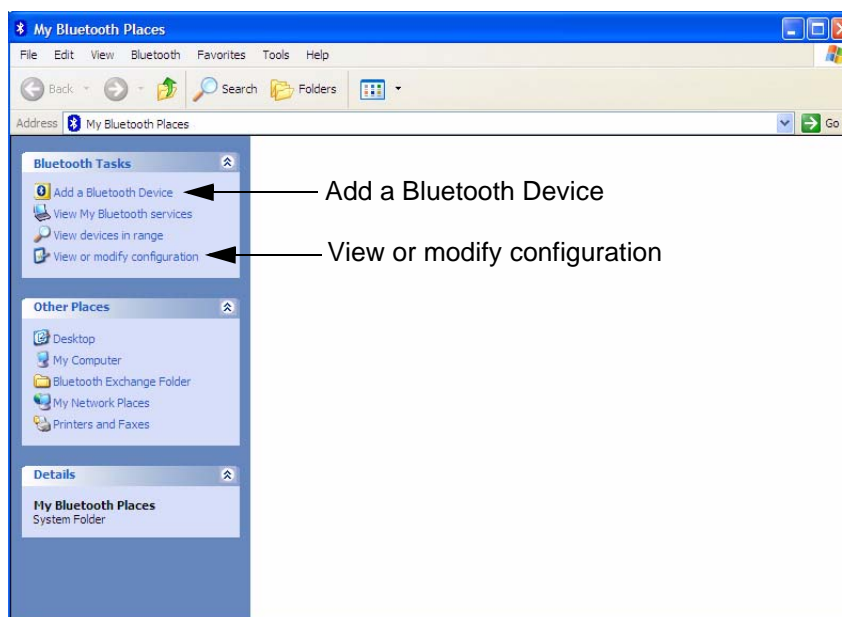 My Bluetooth Places
File Edit View Bluetooth Favorites Tools Help
Back Search Folders
Address My Bluetooth Places Go
Bluetooth Tasks
Add a Bluetooth Device
Add a Bluetooth Device
View My Bluetooth services
View devices in range
View or modify configuration
View or modify configuration
Other Places
Desktop
My Computer
Bluetooth Exchange Folder
My Network Places
Printers and Faxes
Details
My Bluetooth Places
System Folder